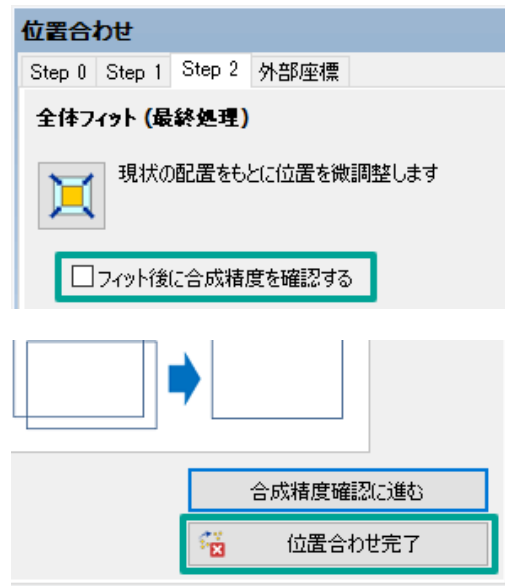 位置合わせ
Step 0 Step 1 Step 2 外部座標
全体フィット (最終処理)
現状の配置をもとに位置を微調整します
フィット後に合成精度を確認する
合成精度確認に進む
位置合わせ完了